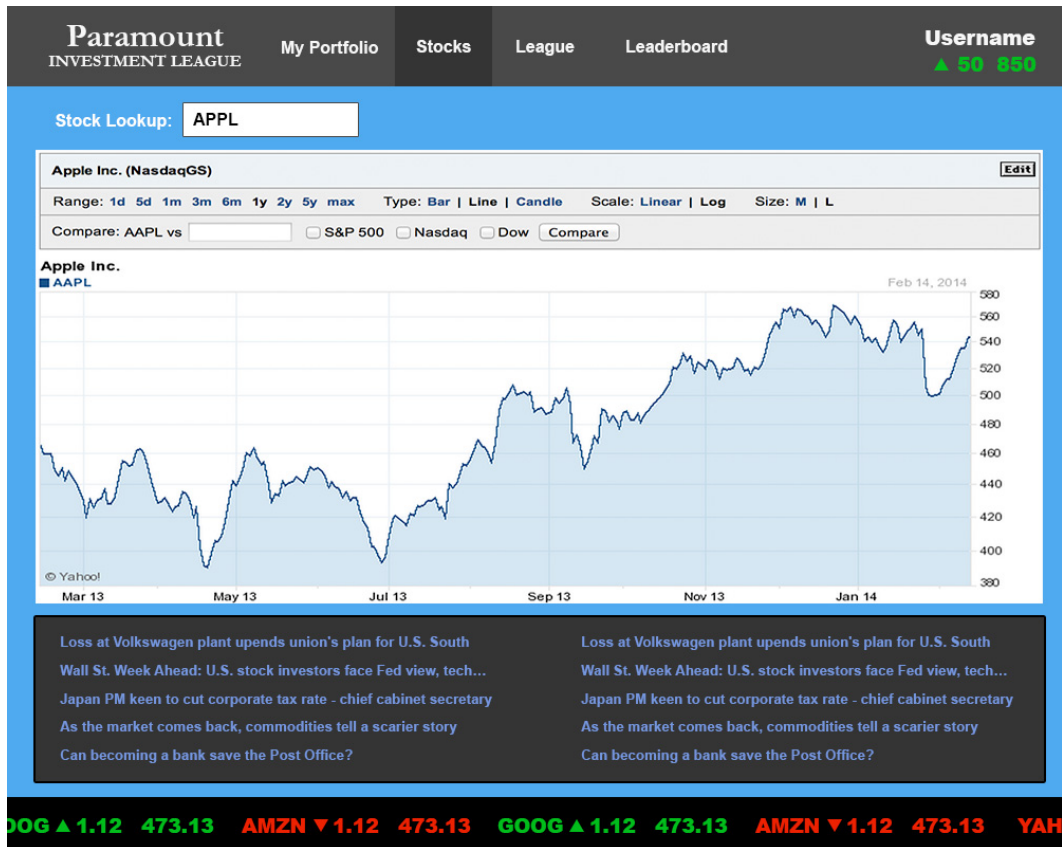 Paramount
INVESTMENT LEAGUE
My Portfolio Stocks League Leaderboard
Username
▲ 50 850
Stock Lookup: APPL
Apple Inc. (NasdaqGS) Edit
Range: 1d 5d 1m 3m 6m 1y 2y 5y max Type: Bar | Line | Candle Scale: Linear | Log Size: M | L
Compare: AAPL vs S&P 500 Nasdaq Dow Compare
Apple Inc.
AAPL Feb 14, 2014
580
560
540
520
500
480
460
440
420
400
380
© Yahoo!
Mar 13 May 13 Jul 13 Sep 13 Nov 13 Jan 14
Loss at Volkswagen plant upends union's plan for U.S. South
Wall St. Week Ahead: U.S. stock investors face Fed view, tech...
Japan PM keen to cut corporate tax rate - chief cabinet secretary
As the market comes back, commodities tell a scarier story
Can becoming a bank save the Post Office?
Loss at Volkswagen plant upends union's plan for U.S. South
Wall St. Week Ahead: U.S. stock investors face Fed view, tech...
Japan PM keen to cut corporate tax rate - chief cabinet secretary
As the market comes back, commodities tell a scarier story
Can becoming a bank save the Post Office?
OOG ▲ 1.12 473.13 AMZN ▼ 1.12 473.13 GOOG ▲ 1.12 473.13 AMZN ▼ 1.12 473.13 YAH